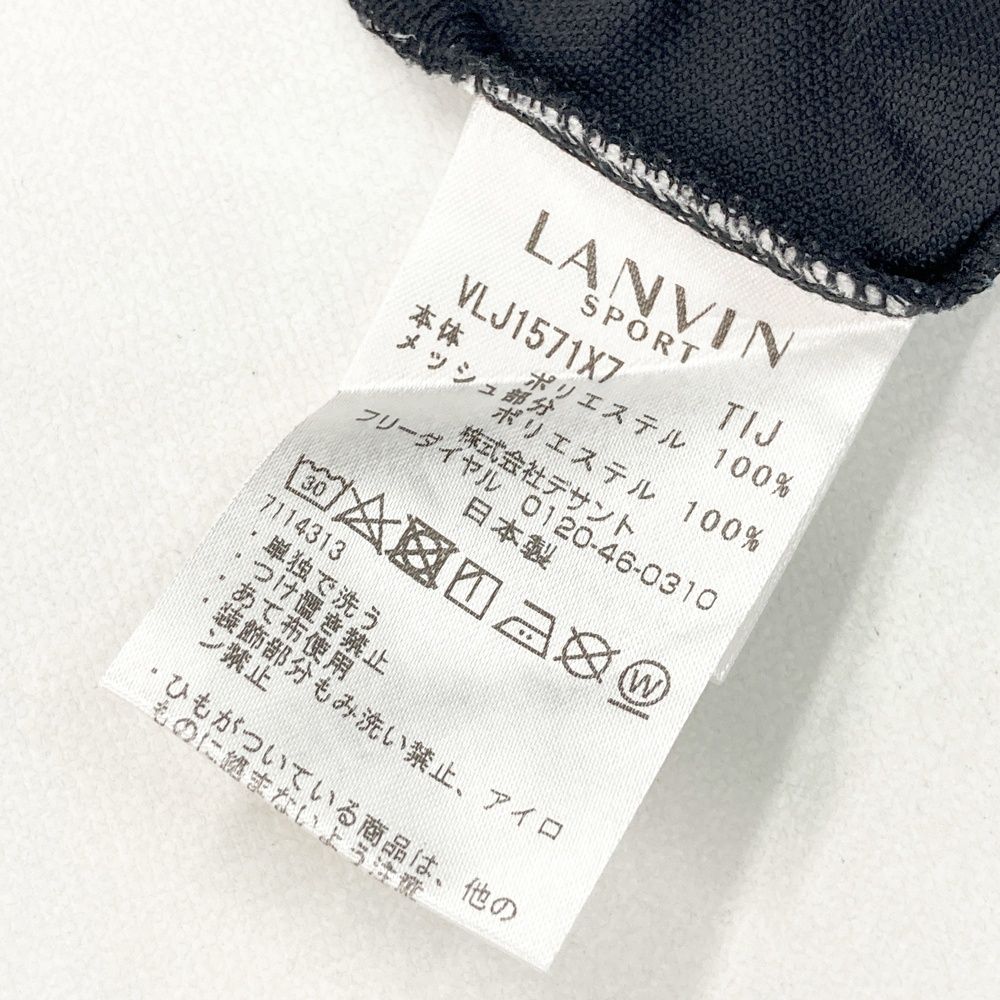 LANVIN
SPORT
VLJ1571X7 TIJ
本体
ポリエステル 100%
メッシュ部分
ポリエステル 100%
株式会社デサント
フリーダイヤル 0120-46-0310
日本製
30
W
7114313
・単独で洗う
つけ置き禁止
・あて布使用
・装飾部分もみ洗い禁止、アイロ
ン禁止
・ひもがついている商品は、他の
ものに絡まないよう注意